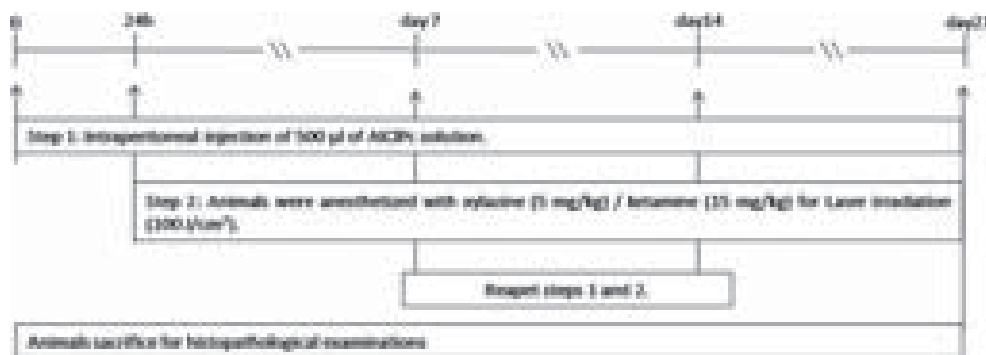 0 24h day7 day14 day21
Step 1: Intraperitoneal injection of 500 µl of solution.
Step 2: Animals were anesthetized with xylazine (5 mg/kg) / ketamine (15 mg/kg) for Laser irradiation
(100 J/cm²).
Reapet steps 1 and 2.
Animals sacrifice for histopathological examinations